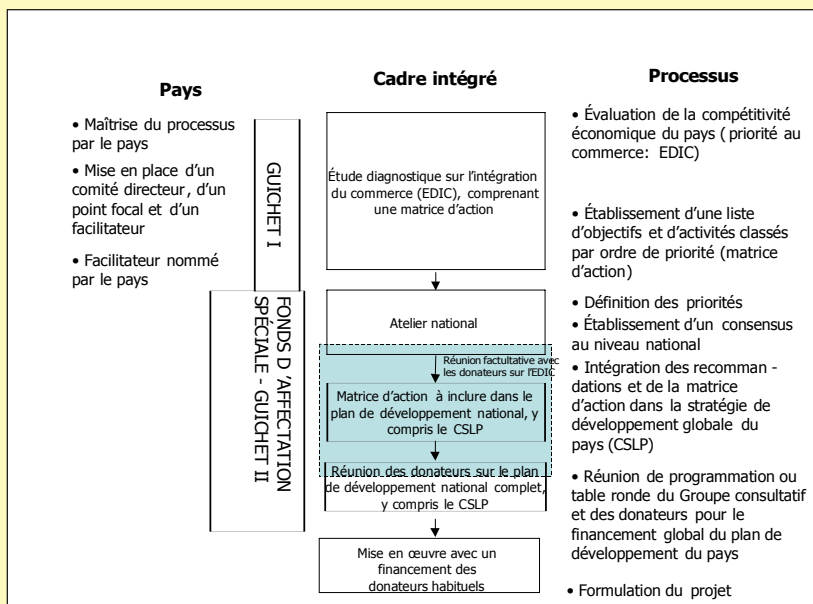 Pays
• Maîtrise du processus
par le pays
• Mise en place d'un
comité directeur, d'un
point focal et d'un
facilitateur
• Facilitateur nommé
par le pays
GUICHET I
FONDS D 'AFFECTATION
SPÉCIALE - GUICHET II
Cadre intégré
Étude diagnostique sur l'intégration
du commerce (EDIC), comprenant
une matrice d'action
Atelier national
Réunion factultative avec
les donateurs sur l'EDIC
Matrice d'action à inclure dans le
plan de développement national, y
compris le CSLP
Réunion des donateurs sur le plan
de développement national complet,
y compris le CSLP
Mise en œuvre avec un
financement des
donateurs habituels
Processus
• Évaluation de la compétitivité
économique du pays ( priorité au
commerce: EDIC)
• Établissement d'une liste
d'objectifs et d'activités classés
par ordre de priorité (matrice
d'action)
• Définition des priorités
• Établissement d'un consensus
au niveau national
• Intégration des recomman -
dations et de la matrice
d'action dans la stratégie de
développement globale du
pays (CSLP)
• Réunion de programmation ou
table ronde du Groupe consultatif
et des donateurs pour le
financement global du plan de
développement du pays
• Formulation du projet